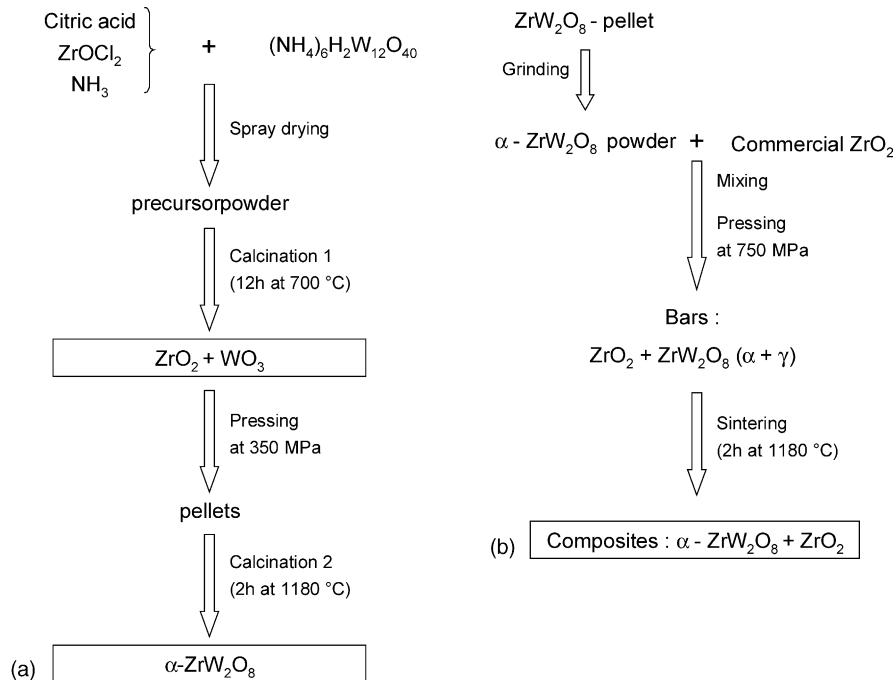 Citric acid
ZrOCl₂
NH₃
+
(NH₄)₆H₂W₁₂O₄₀
Spray drying
precursorpowder
Calcination 1
(12h at 700 °C)
ZrO₂ + WO₃
Pressing
at 350 MPa
pellets
Calcination 2
(2h at 1180 °C)
(a)
α-ZrW₂O₈
ZrW₂O₈ - pellet
Grinding
α - ZrW₂O₈ powder + Commercial ZrO₂
Mixing
Pressing
at 750 MPa
Bars :
ZrO₂ + ZrW₂O₈ (α + γ)
Sintering
(2h at 1180 °C)
(b)
Composites : α - ZrW₂O₈ + ZrO₂